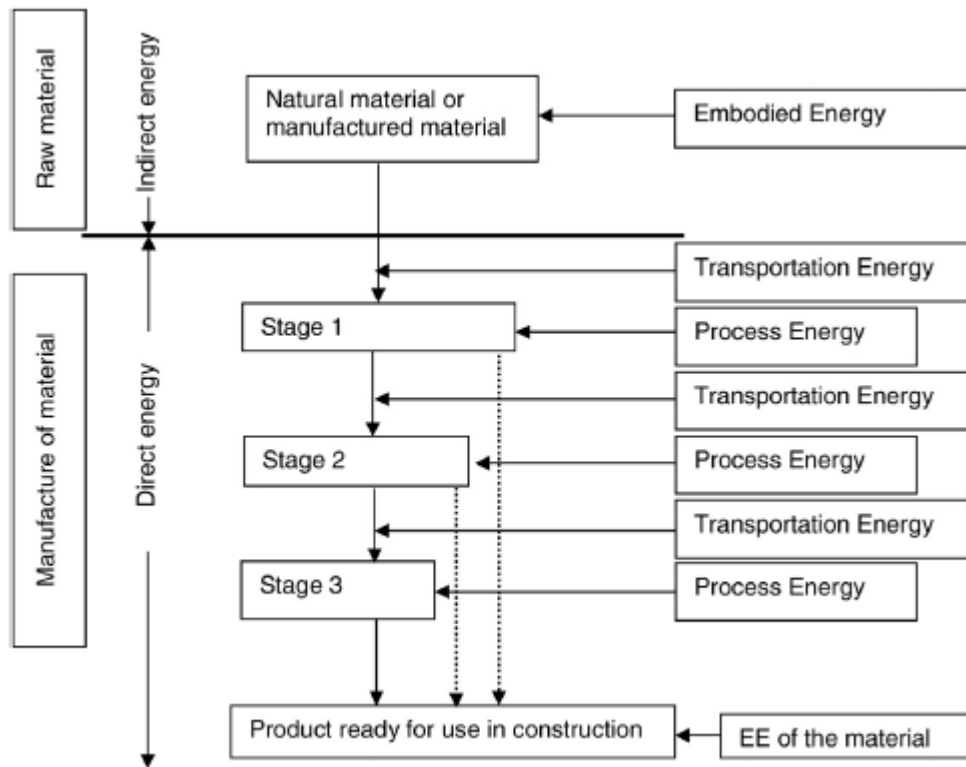 Raw material
Indirect energy
Natural material or
manufactured material
Embodied Energy
Manufacture of material
Direct energy
Transportation Energy
Stage 1
Process Energy
Transportation Energy
Stage 2
Process Energy
Transportation Energy
Stage 3
Process Energy
Product ready for use in construction
EE of the material